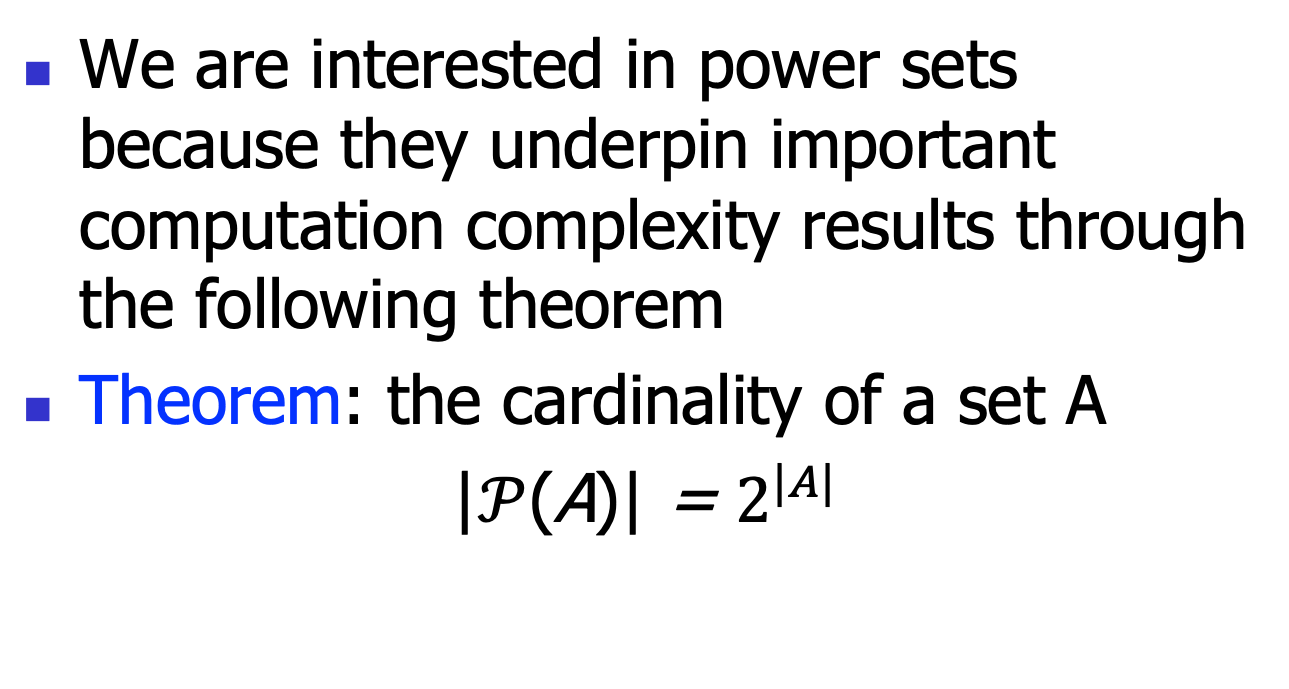 ▪ We are interested in power sets
because they underpin important
computation complexity results through
the following theorem
▪ Theorem: the cardinality of a set A
|𝒫(A)| = 2^{|A|}